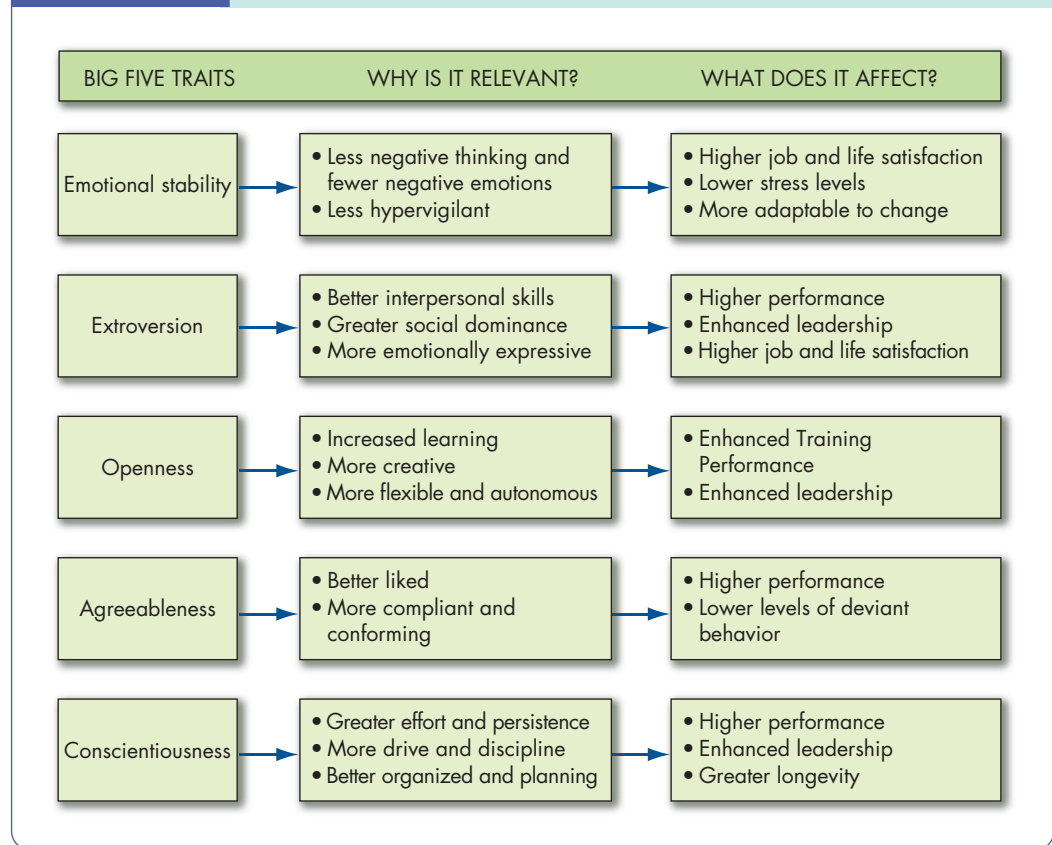 BIG FIVE TRAITS WHY IS IT RELEVANT? WHAT DOES IT AFFECT?
Emotional stability
• Less negative thinking and
fewer negative emotions
• Less hypervigilant
• Higher job and life satisfaction
• Lower stress levels
• More adaptable to change
Extroversion
• Better interpersonal skills
• Greater social dominance
• More emotionally expressive
• Higher performance
• Enhanced leadership
• Higher job and life satisfaction
Openness
• Increased learning
• More creative
• More flexible and autonomous
• Enhanced Training
Performance
• Enhanced leadership
Agreeableness
• Better liked
• More compliant and
conforming
• Higher performance
• Lower levels of deviant
behavior
Conscientiousness
• Greater effort and persistence
• More drive and discipline
• Better organized and planning
• Higher performance
• Enhanced leadership
• Greater longevity